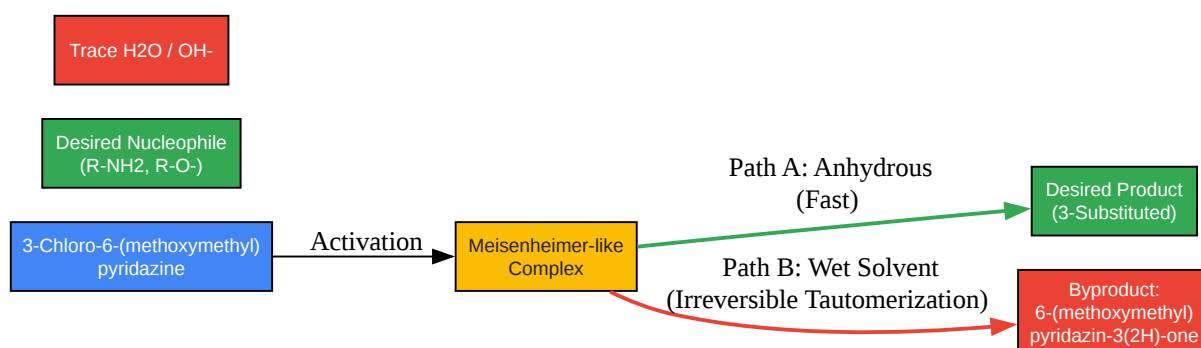 Trace H2O / OH-
Desired Nucleophile
(R-NH2, R-O-)
3-Chloro-6-(methoxymethyl)
pyridazine
Activation
Meisenheimer-like
Complex
Path A: Anhydrous
(Fast)
Path B: Wet Solvent
(Irreversible Tautomerization)
Desired Product
(3-Substituted)
Byproduct:
6-(methoxymethyl)
pyridazin-3(2H)-one